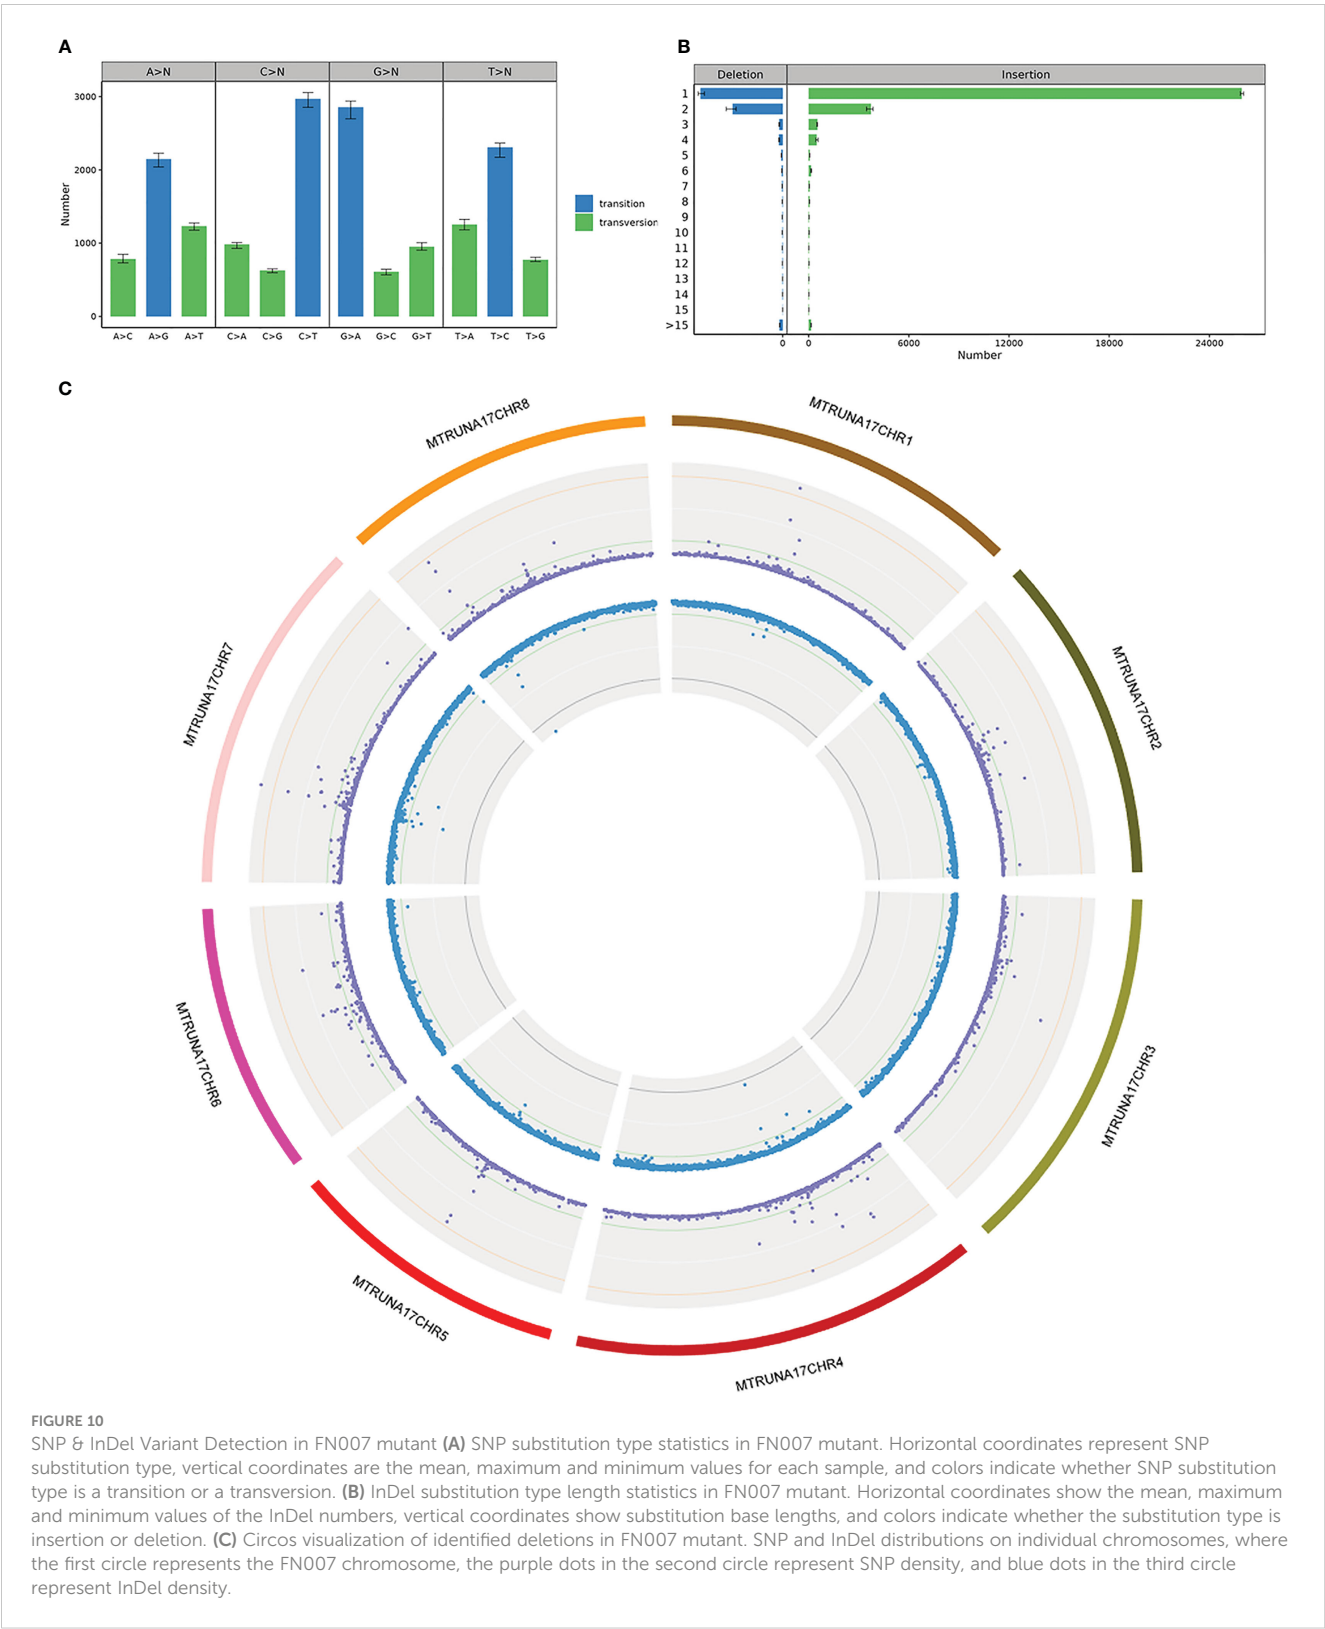 A
A>N C>N G>N T>N
3000
2000
1000
0
Number
A>C A>G A>T C>A C>G C>T G>A G>C G>T T>A T>C T>G
transition
transversion
B
Deletion Insertion
1
2
3
4
5
6
7
8
9
10
11
12
13
14
15
>15
0 0 6000 12000 18000 24000
Number
C
MTRUNA17CHR8
MTRUNA17CHR1
MTRUNA17CHR7
MTRUNA17CHR2
MTRUNA17CHR6
MTRUNA17CHR3
MTRUNA17CHR5
MTRUNA17CHR4
FIGURE 10
SNP & InDel Variant Detection in FN007 mutant (A) SNP substitution type statistics in FN007 mutant. Horizontal coordinates represent SNP
substitution type, vertical coordinates are the mean, maximum and minimum values for each sample, and colors indicate whether SNP substitution
type is a transition or a transversion. (B) InDel substitution type length statistics in FN007 mutant. Horizontal coordinates show the mean, maximum
and minimum values of the InDel numbers, vertical coordinates show substitution base lengths, and colors indicate whether the substitution type is
insertion or deletion. (C) Circos visualization of identified deletions in FN007 mutant. SNP and InDel distributions on individual chromosomes, where
the first circle represents the FN007 chromosome, the purple dots in the second circle represent SNP density, and blue dots in the third circle
represent InDel density.